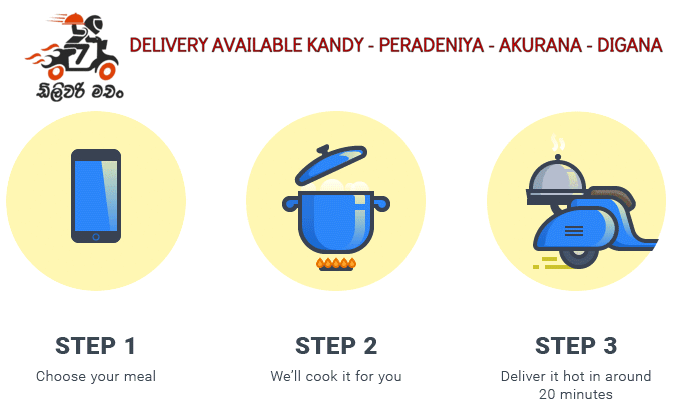 DELIVERY AVAILABLE KANDY - PERADENIYA - AKURANA - DIGANA
7
ඩිලිවරි මචං
STEP 1
Choose your meal
STEP 2
We’ll cook it for you
STEP 3
Deliver it hot in around
20 minutes